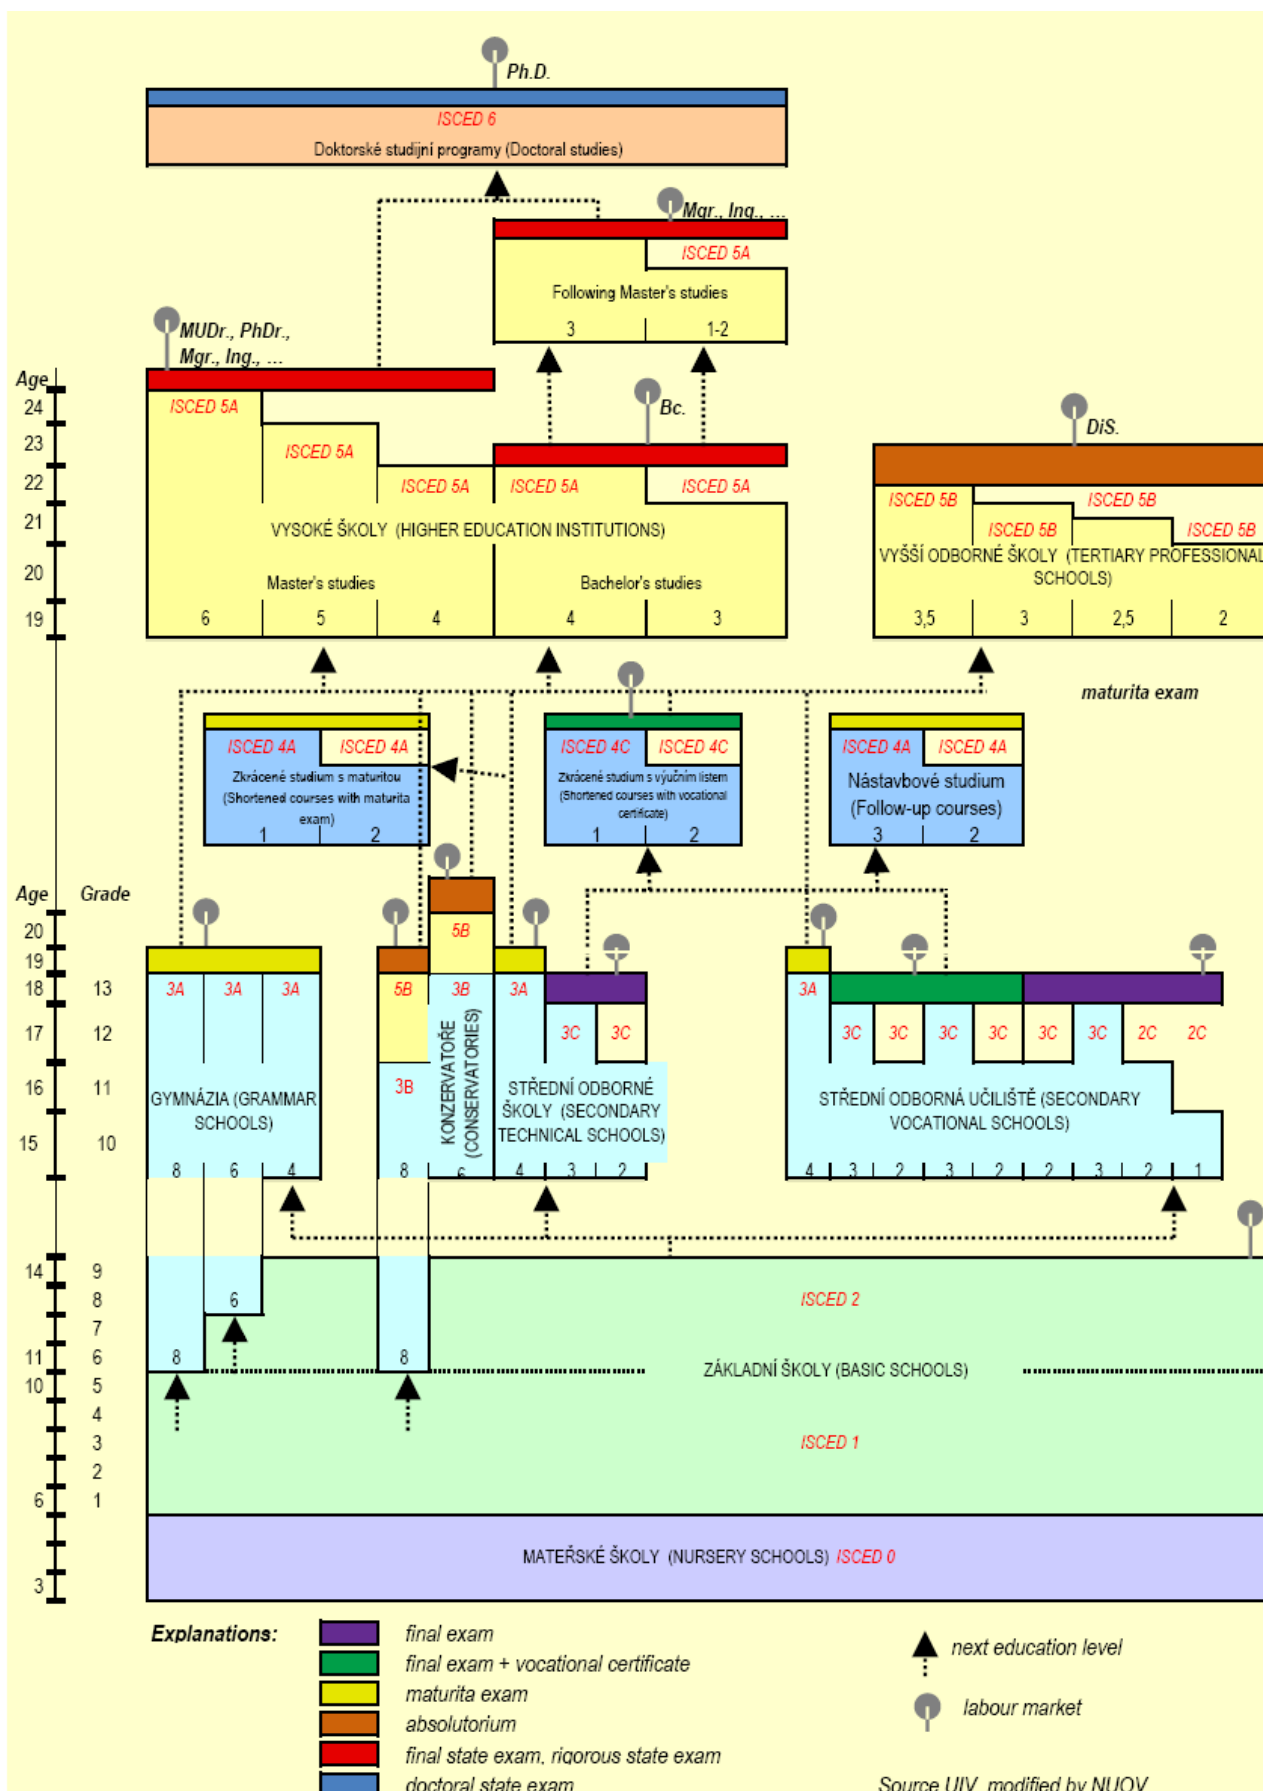 Ph.D.
ISCED 6
Doktorské studijní programy (Doctoral studies)
Mgr., Ing., ...
ISCED 5A
Following Master's studies
3 1-2
MUDr., PhDr.,
Mgr., Ing., ...
Age
24
ISCED 5A
Bc.
DiS.
23
ISCED 5A
22
ISCED 5A ISCED 5A ISCED 5A
ISCED 5B ISCED 5B
21
VYSOKÉ ŠKOLY (HIGHER EDUCATION INSTITUTIONS)
ISCED 5B ISCED 5B
VYŠŠÍ ODBORNÉ ŠKOLY (TERTIARY PROFESSIONAL
SCHOOLS)
20
Master's studies Bachelor's studies
19
6 5 4 4 3
3,5 3 2,5 2
maturita exam
ISCED 4A ISCED 4A
Zkrácené studium s maturitou
(Shortened courses with maturita
exam)
1 2
ISCED 4C ISCED 4C
Zkrácené studium s výučním listem
(Shortened courses with vocational
certificate)
1 2
ISCED 4A ISCED 4A
Nástavbové studium
(Follow-up courses)
3 2
Age Grade
20
5B
19
18 13
3A 3A 3A 5B 3B 3A 3A
17 12
3C 3C 3C 3C 3C 3C 3C 3C 2C 2C
16 11
3B
GYMNÁZIA (GRAMMAR
SCHOOLS)
KONZERVATOŘE
(CONSERVATORIES)
STŘEDNÍ ODBORNÉ
ŠKOLY (SECONDARY
TECHNICAL SCHOOLS)
STŘEDNÍ ODBORNÁ UČILIŠTĚ (SECONDARY
VOCATIONAL SCHOOLS)
15 10
8 6 4 8 6 4 3 2 4 3 2 3 2 2 3 2 1
14 9
8
6
ISCED 2
7
11 6
8 8
ZÁKLADNÍ ŠKOLY (BASIC SCHOOLS)
10 5
4
3
ISCED 1
2
6 1
MATEŘSKÉ ŠKOLY (NURSERY SCHOOLS) ISCED 0
3
Explanations:
final exam
final exam + vocational certificate
maturita exam
absolutorium
final state exam, rigorous state exam
doctoral state exam
next education level
labour market
Source UIV, modified by NUOV